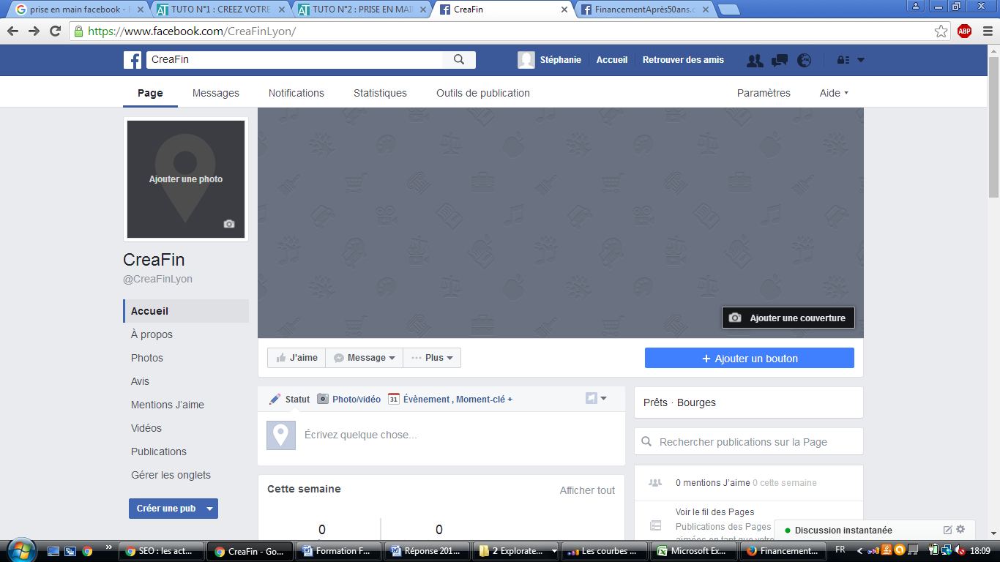 prise en main facebook -
TUTO N°1 : CREEZ VOTRE
TUTO N°2 : PRISE EN MAI
CreaFin
FinancementAprès50ans.c
https://www.facebook.com/CreaFinLyon/
ABP
CreaFin
Stéphanie
Accueil
Retrouver des amis
Page
Messages
Notifications
Statistiques
Outils de publication
Paramètres
Aide
Ajouter une photo
CreaFin
@CreaFinLyon
Accueil
À propos
Photos
Avis
Mentions J'aime
Vidéos
Publications
Gérer les onglets
Créer une pub
Ajouter une couverture
J'aime
Message
Plus
+ Ajouter un bouton
Statut
Photo/vidéo
31
Évènement , Moment-clé +
Écrivez quelque chose...
Cette semaine
Afficher tout
0
0
Prêts · Bourges
Rechercher publications sur la Page
0 mentions J'aime 0 cette semaine
Voir le fil des Pages
Publications des Pages
Discussion instantanée
SEO : les act...
CreaFin - Go...
Formation F...
Réponse 201...
2 Explorate...
Les courbes ...
Microsoft Ex...
Financement...
FR
18:09